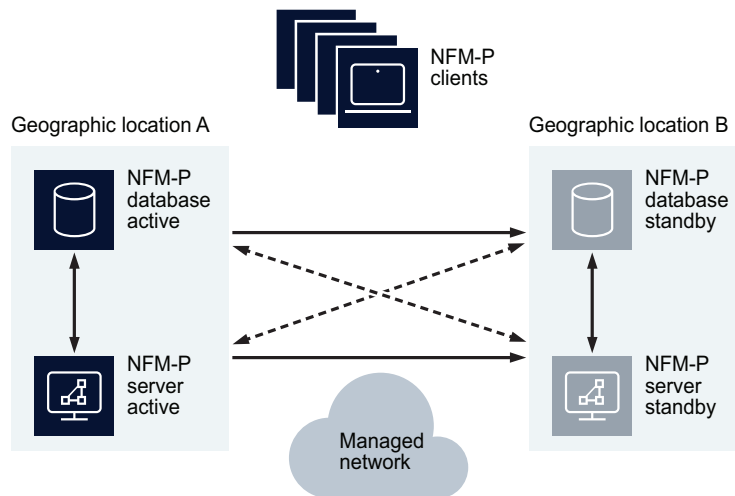 NFM-P
clients
Geographic location A
Geographic location B
NFM-P
database
active
NFM-P
database
standby
NFM-P
server
active
NFM-P
server
standby
Managed
network